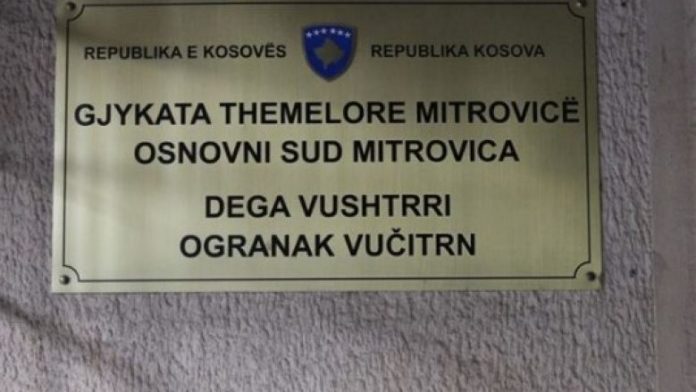 REPUBLIKA E KOSOVËS REPUBLIKA KOSOVA
GJYKATA THEMELORE MITROVICË
OSNOVNI SUD MITROVICA
DEGA VUSHTRRI
OGRANAK VUČITRN